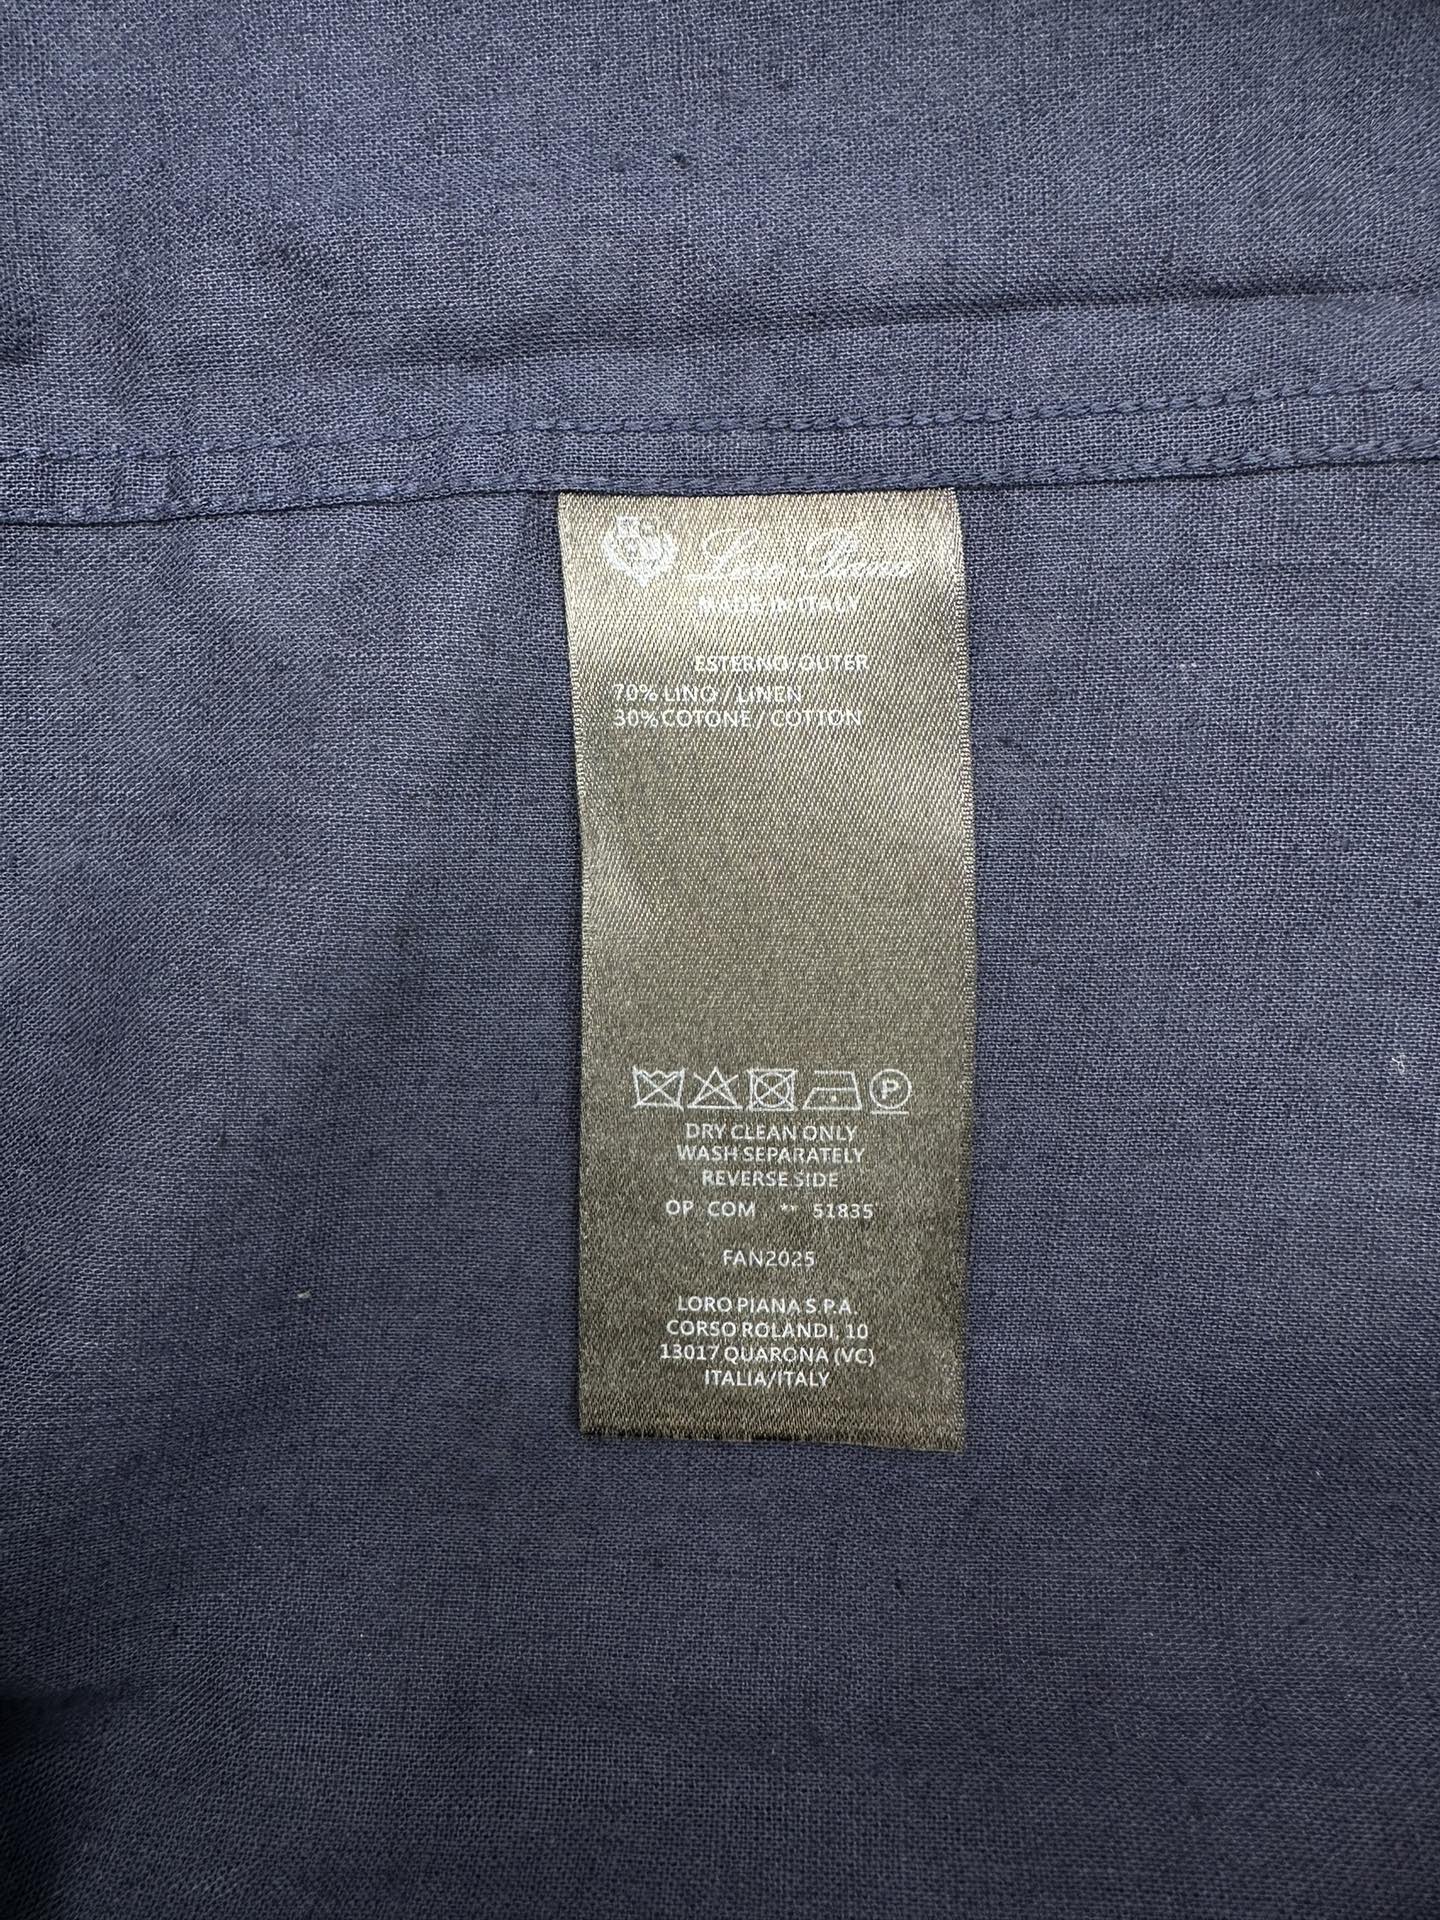 Loro Piana
MADE IN ITALY
ESTERNO/OUTER
70% LINO / LINEN
30% COTONE / COTTON
P
DRY CLEAN ONLY
WASH SEPARATELY
REVERSE SIDE
OP COM ** 51835
FAN2025
LORO PIANA S.P.A.
CORSO ROLANDI, 10
13017 QUARONA (VC)
ITALIA/ITALY